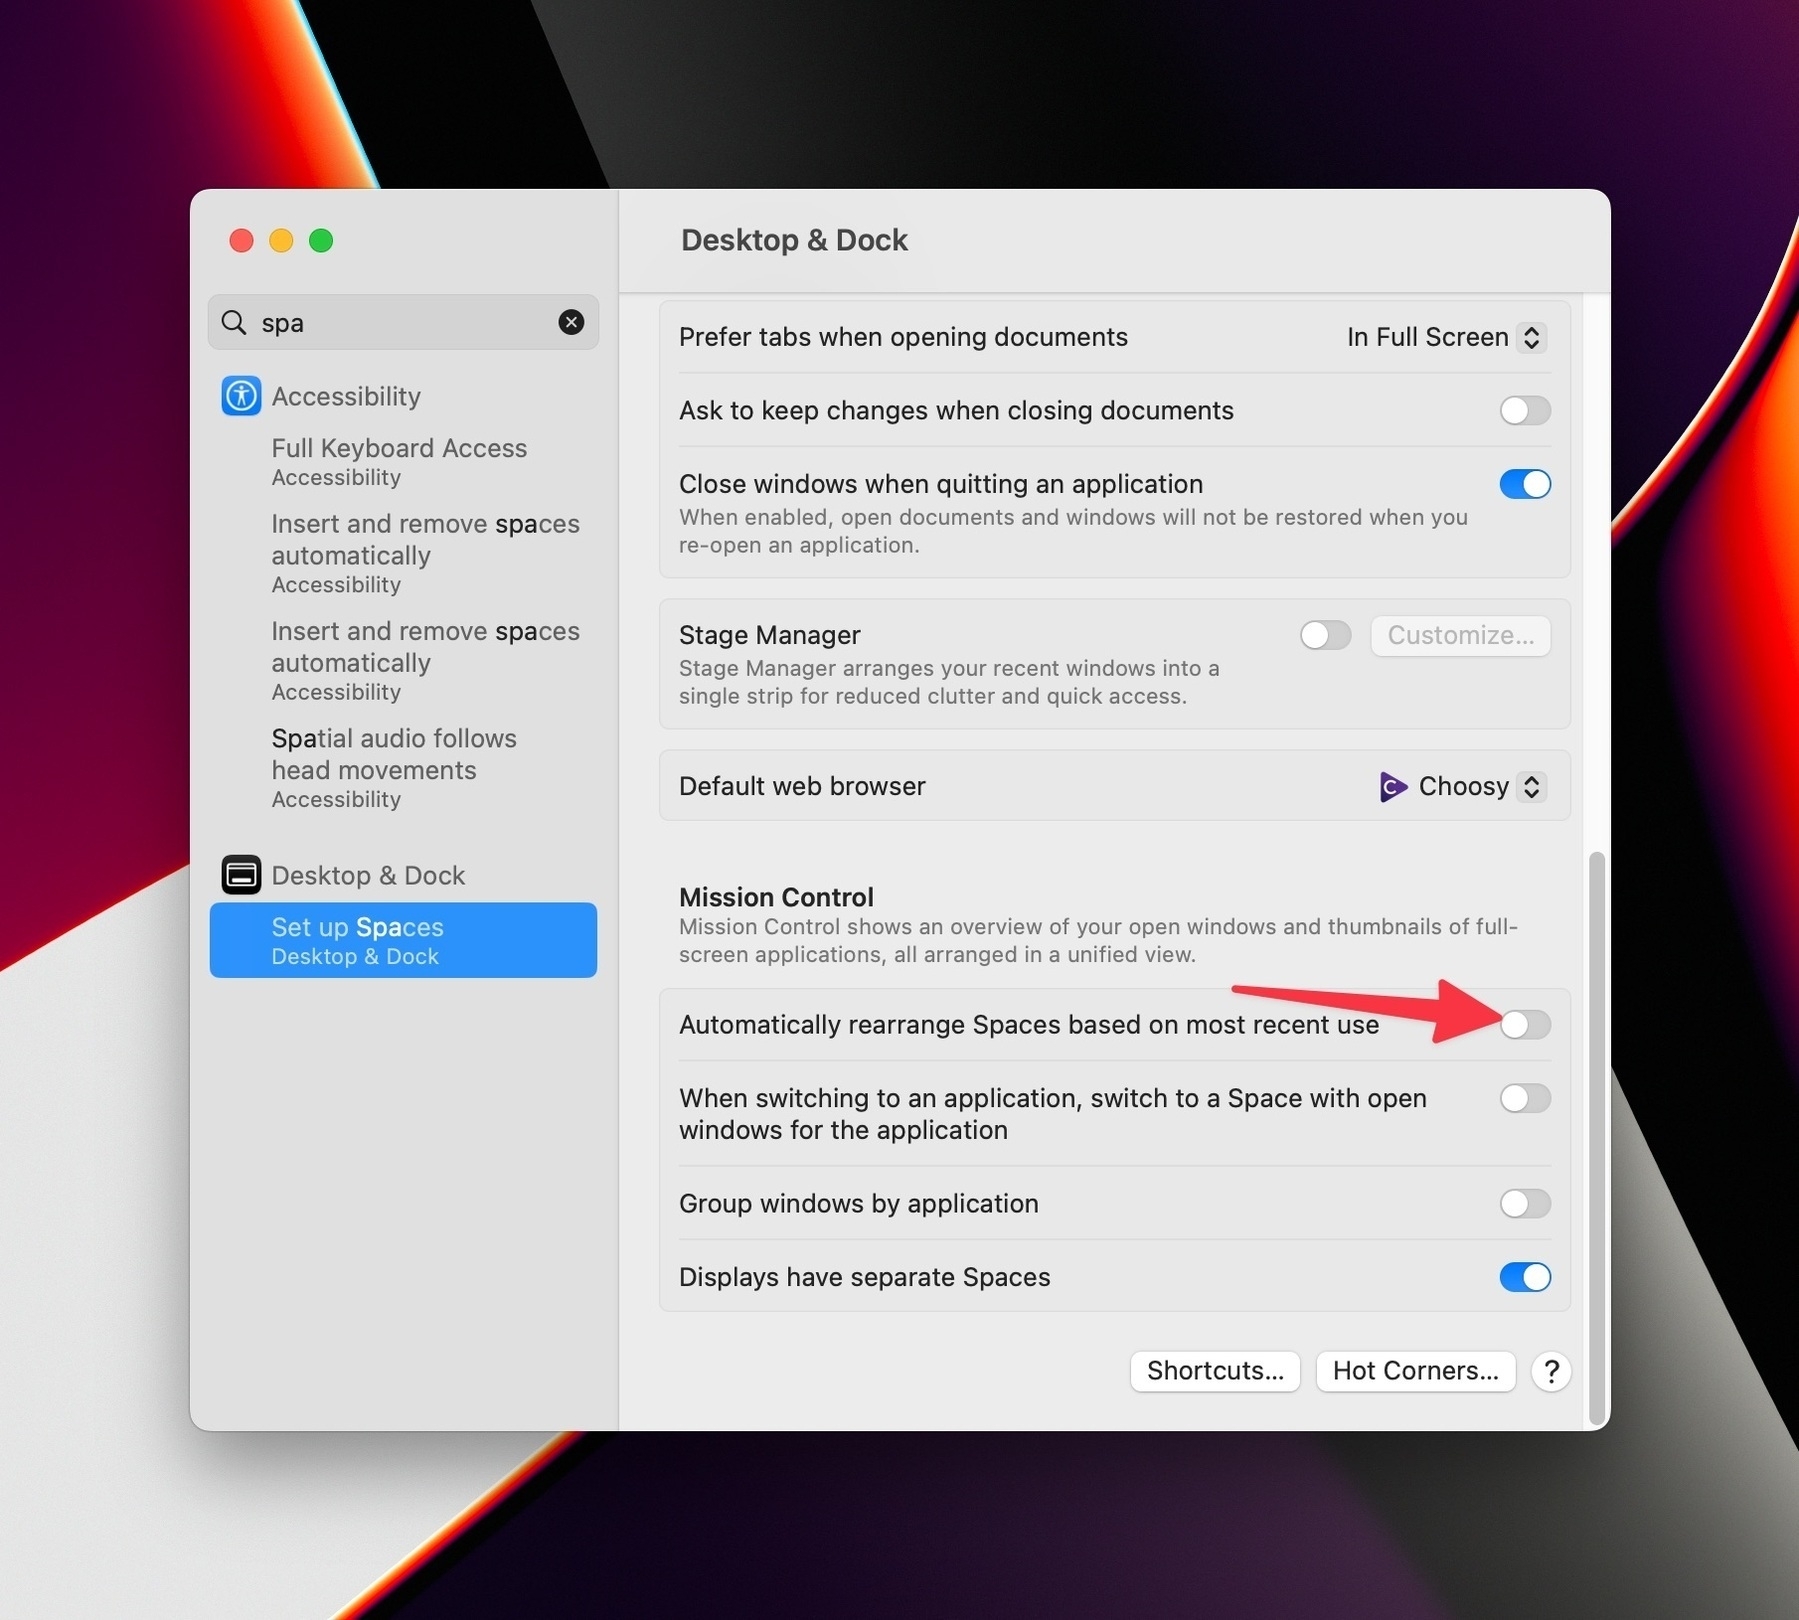 Desktop & Dock
spa
Accessibility
Full Keyboard Access
Accessibility
Insert and remove spaces
automatically
Accessibility
Insert and remove spaces
automatically
Accessibility
Spatial audio follows
head movements
Accessibility
Desktop & Dock
Set up Spaces
Desktop & Dock
Prefer tabs when opening documents In Full Screen
Ask to keep changes when closing documents
Close windows when quitting an application
When enabled, open documents and windows will not be restored when you
re-open an application.
Stage Manager Customize...
Stage Manager arranges your recent windows into a
single strip for reduced clutter and quick access.
Default web browser C Choosy
Mission Control
Mission Control shows an overview of your open windows and thumbnails of full-
screen applications, all arranged in a unified view.
Automatically rearrange Spaces based on most recent use
When switching to an application, switch to a Space with open
windows for the application
Group windows by application
Displays have separate Spaces
Shortcuts... Hot Corners... ?